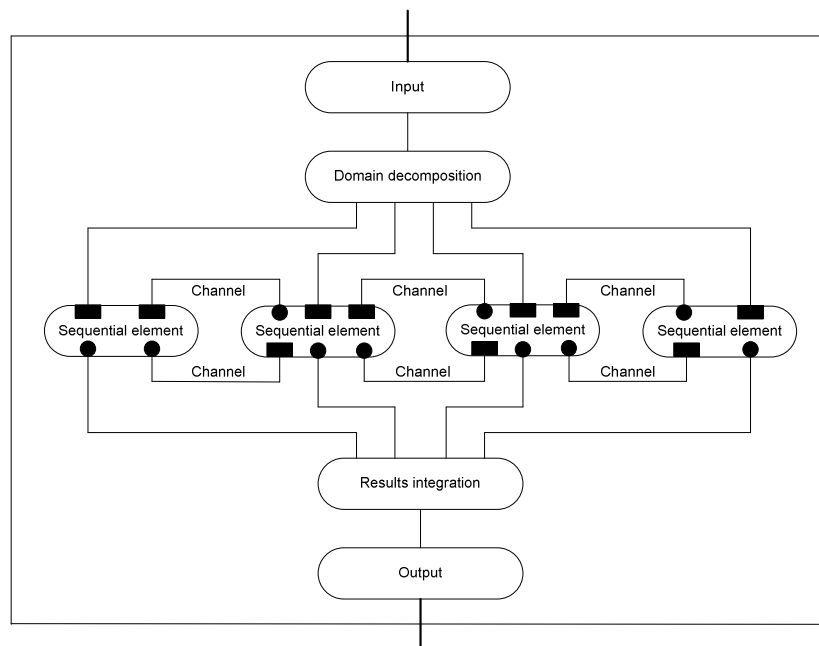 Input
Domain decomposition
Channel Channel Channel
Sequential element Sequential element Sequential element Sequential element
Channel Channel Channel
Results integration
Output